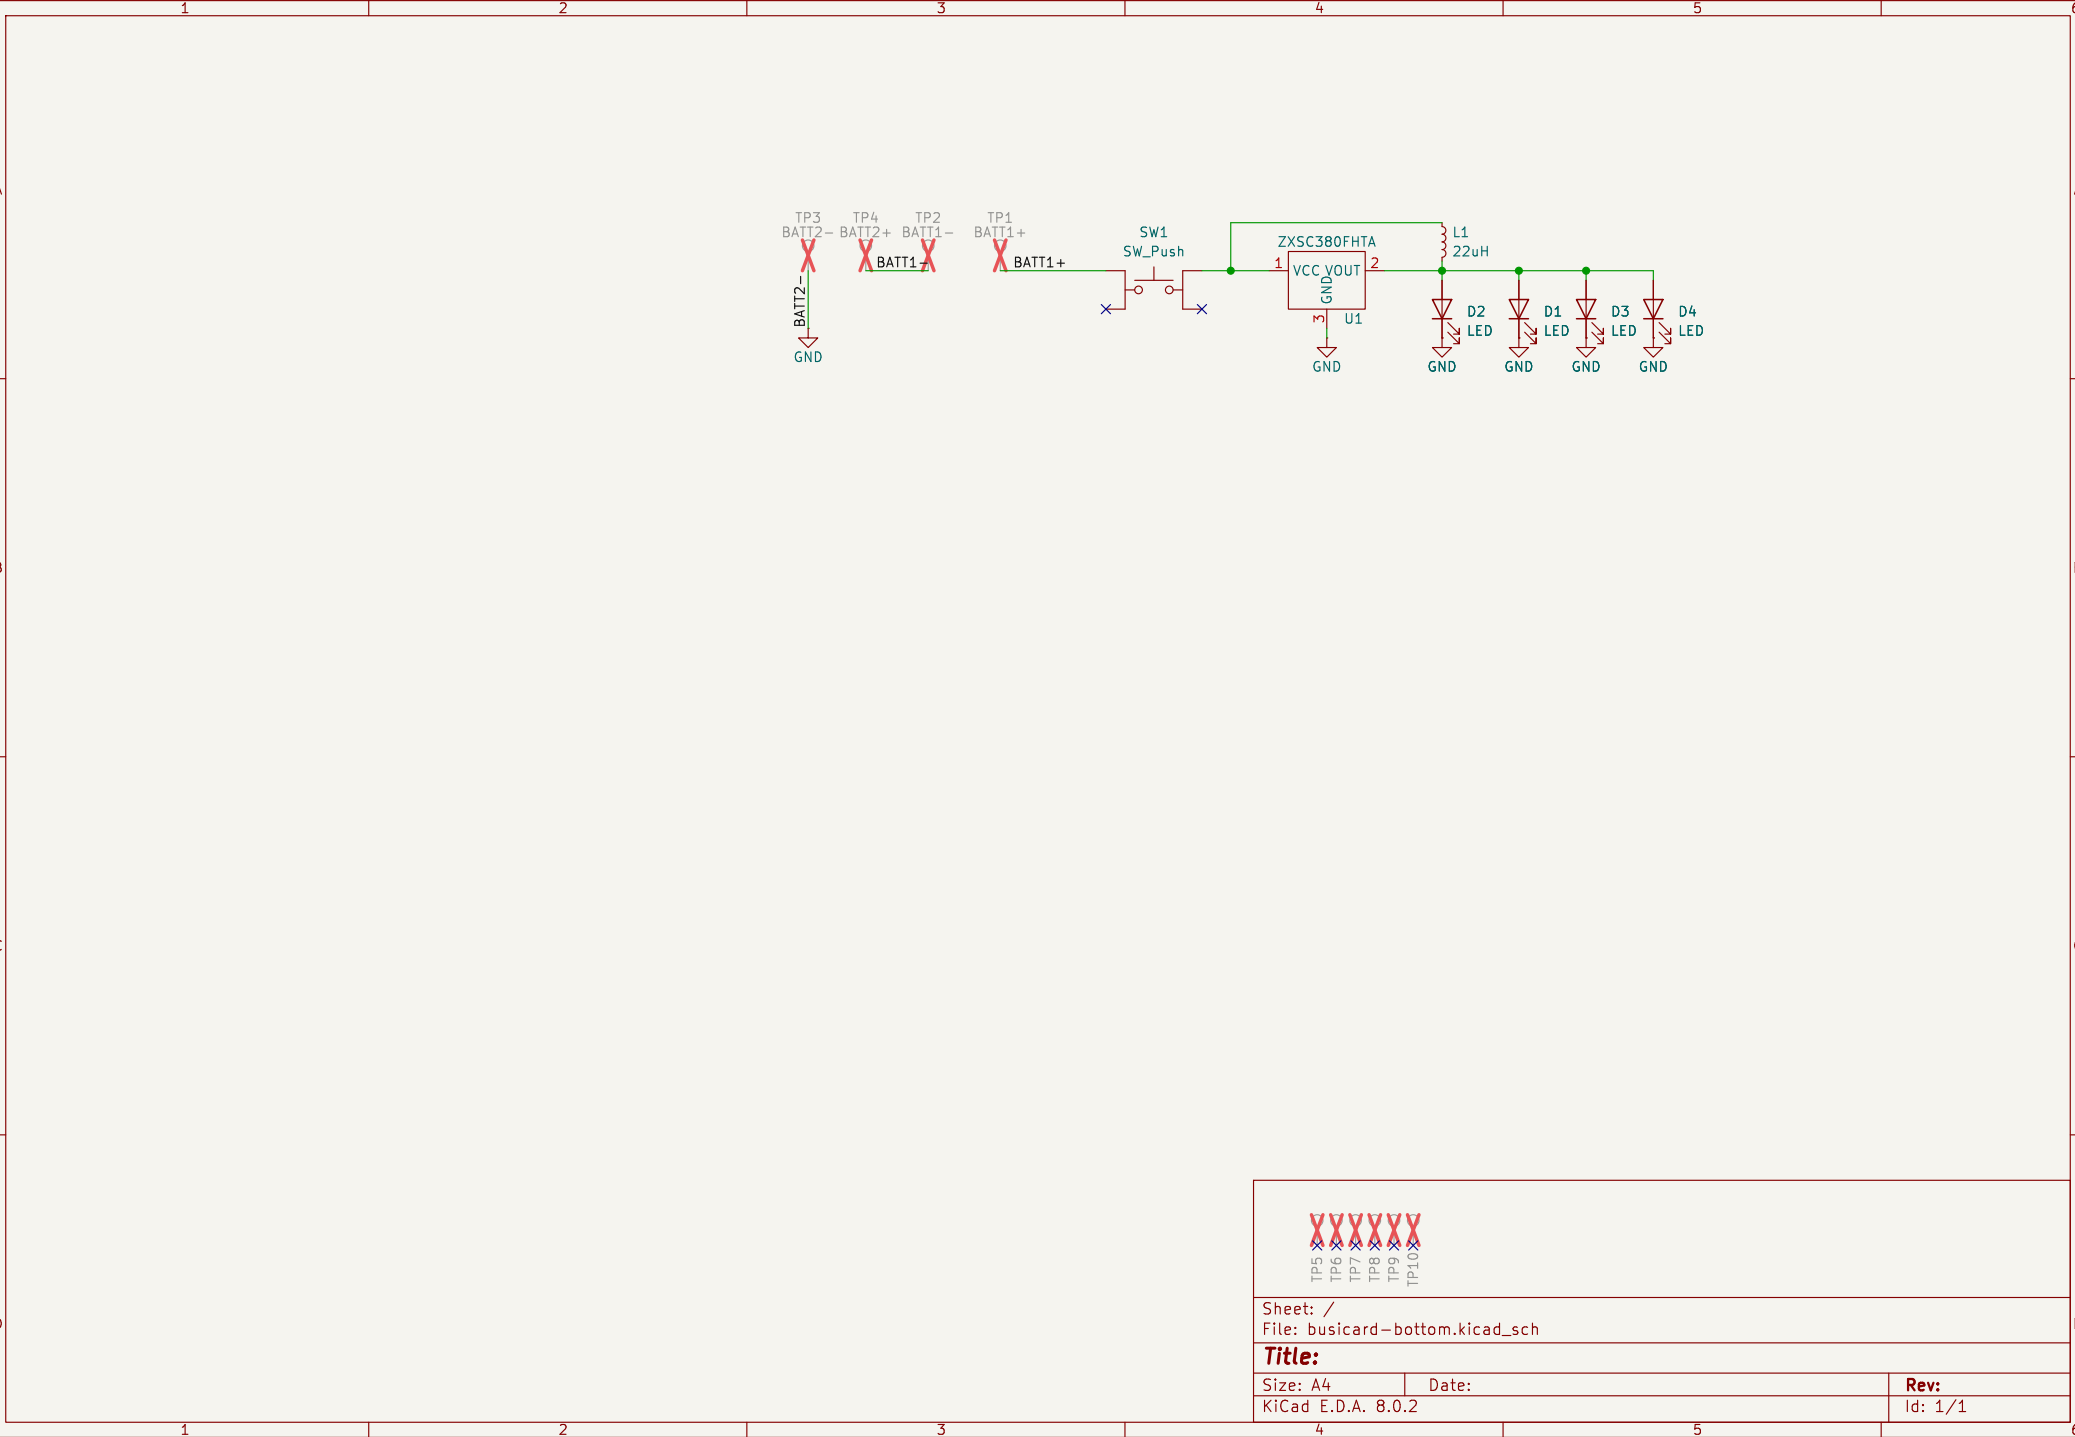 1 2 3 4 5 6
TP3 TP4 TP2 TP1
BATT2- BATT2+ BATT1- BATT1+
BATT1- BATT1+
BATT2-
GND
SW1
SW_Push
ZXSC380FHTA
1 VCC VOUT 2
GND
3
U1
GND
L1
22uH
D2
LED
GND
D1
LED
GND
D3
LED
GND
D4
LED
GND
TP5 TP6 TP7 TP8 TP9 TP10
Sheet: /
File: busicard-bottom.kicad_sch
Title:
Size: A4 Date: Rev:
KiCad E.D.A. 8.0.2 Id: 1/1
1 2 3 4 5 6